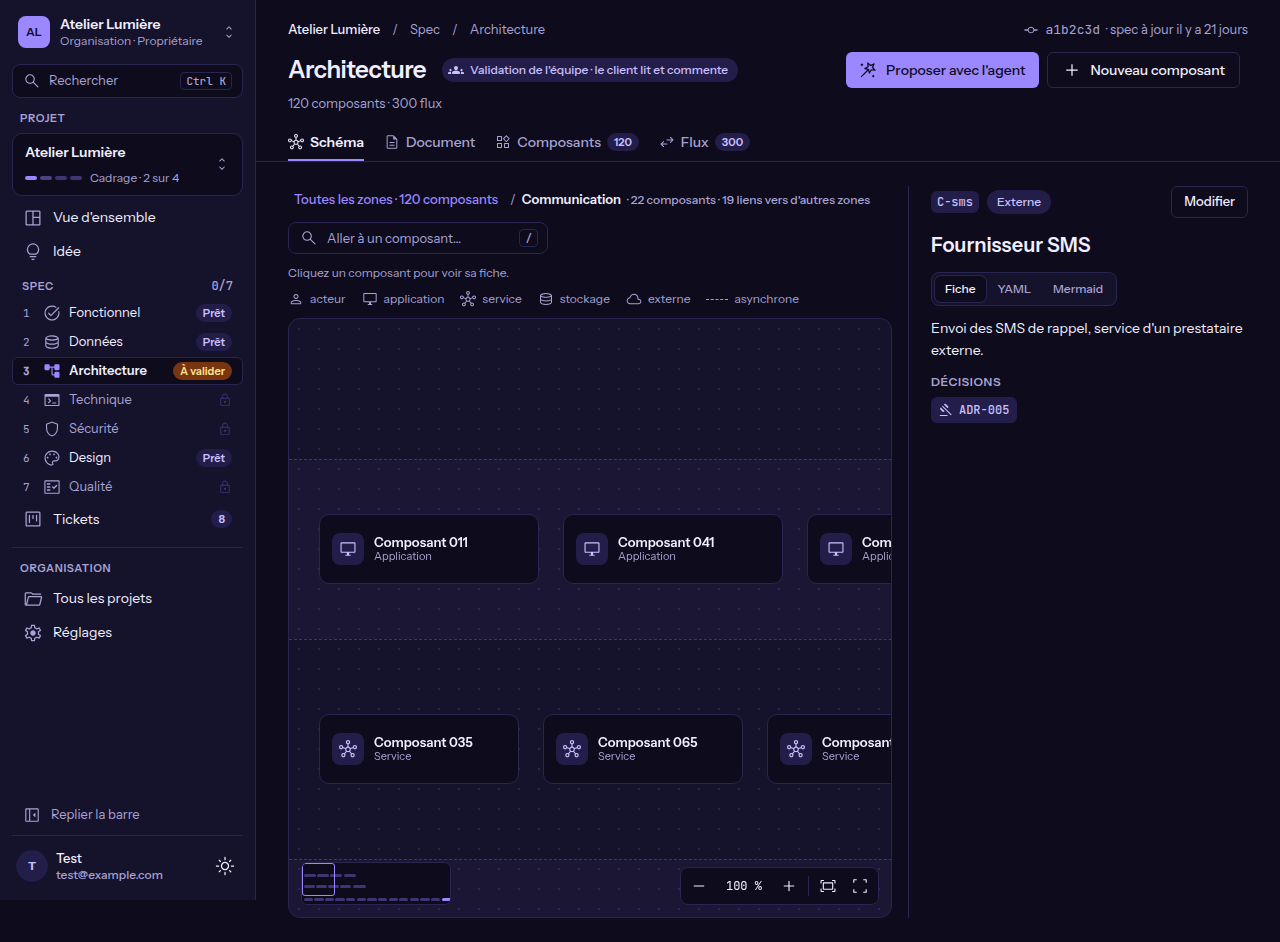 AL
Atelier Lumière
Organisation · Propriétaire
Rechercher
Ctrl K
PROJET
Atelier Lumière
Cadrage · 2 sur 4
Vue d'ensemble
Idée
SPEC 0/7
1 Fonctionnel Prêt
2 Données Prêt
3 Architecture À valider
4 Technique
5 Sécurité
6 Design Prêt
7 Qualité
Tickets 8
ORGANISATION
Tous les projets
Réglages
Replier la barre
T
Test
test@example.com
Atelier Lumière / Spec / Architecture
a1b2c3d · spec à jour il y a 21 jours
Architecture
Validation de l'équipe · le client lit et commente
Proposer avec l'agent
Nouveau composant
120 composants · 300 flux
Schéma
Document
Composants 120
Flux 300
Toutes les zones · 120 composants / Communication · 22 composants · 19 liens vers d'autres zones
Aller à un composant...
/
Cliquez un composant pour voir sa fiche.
acteur application service stockage externe asynchrone
Composant 011
Application
Composant 041
Application
Com
Applic
Composant 035
Service
Composant 065
Service
Composant
Service
100 %
C-sms
Externe
Modifier
Fournisseur SMS
Fiche YAML Mermaid
Envoi des SMS de rappel, service d'un prestataire
externe.
DÉCISIONS
ADR-005